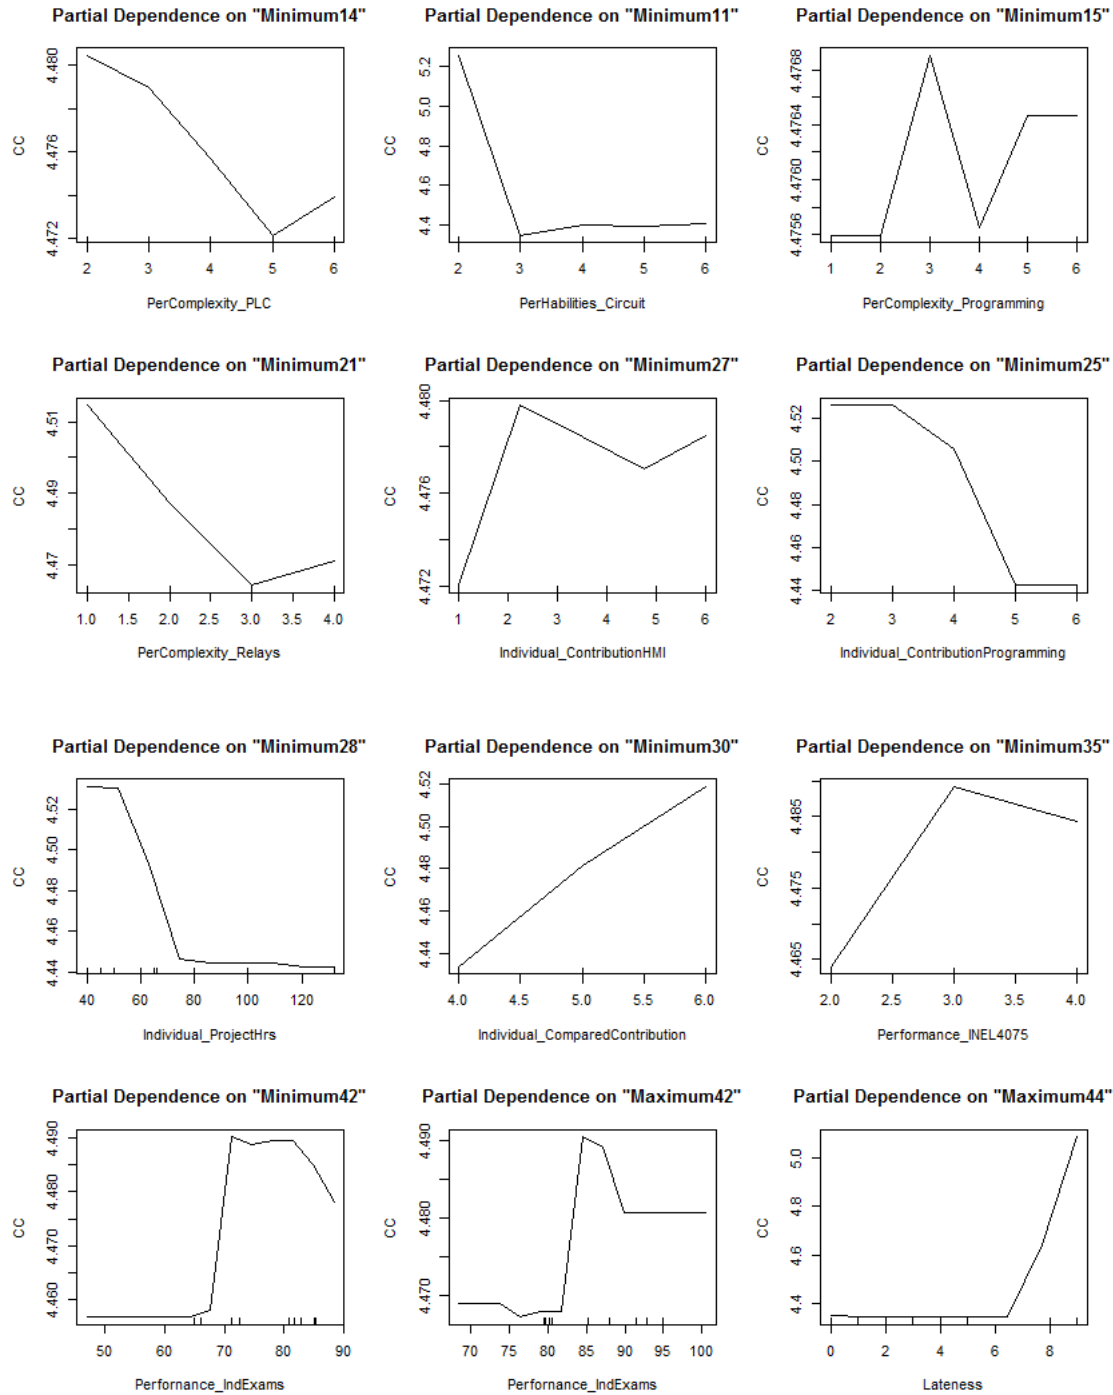 Partial Dependence on "Minimum14"
CC
4.472 4.476 4.480
2 3 4 5 6
PerComplexity_PLC
Partial Dependence on "Minimum11"
CC
4.4 4.6 4.8 5.0 5.2
2 3 4 5 6
PerHabilities_Circuit
Partial Dependence on "Minimum15"
CC
4.4756 4.4760 4.4764 4.4768
1 2 3 4 5 6
PerComplexity_Programming
Partial Dependence on "Minimum21"
CC
4.47 4.49 4.51
1.0 1.5 2.0 2.5 3.0 3.5 4.0
PerComplexity_Relays
Partial Dependence on "Minimum27"
CC
4.472 4.476 4.480
1 2 3 4 5 6
Individual_ContributionHMI
Partial Dependence on "Minimum25"
CC
4.44 4.46 4.48 4.50 4.52
2 3 4 5 6
Individual_ContributionProgramming
Partial Dependence on "Minimum28"
CC
4.44 4.46 4.48 4.50 4.52
40 60 80 100 120
Individual_ProjectHrs
Partial Dependence on "Minimum30"
CC
4.44 4.46 4.48 4.50 4.52
4.0 4.5 5.0 5.5 6.0
Individual_ComparedContribution
Partial Dependence on "Minimum35"
CC
4.465 4.475 4.485
2.0 2.5 3.0 3.5 4.0
Performance_INEL4075
Partial Dependence on "Minimum42"
CC
4.460 4.470 4.480 4.490
50 60 70 80 90
Perfornance_IndExams
Partial Dependence on "Maximum42"
CC
4.470 4.480 4.490
70 75 80 85 90 95 100
Perfornance_IndExams
Partial Dependence on "Maximum44"
CC
4.4 4.6 4.8 5.0
0 2 4 6 8
Lateness